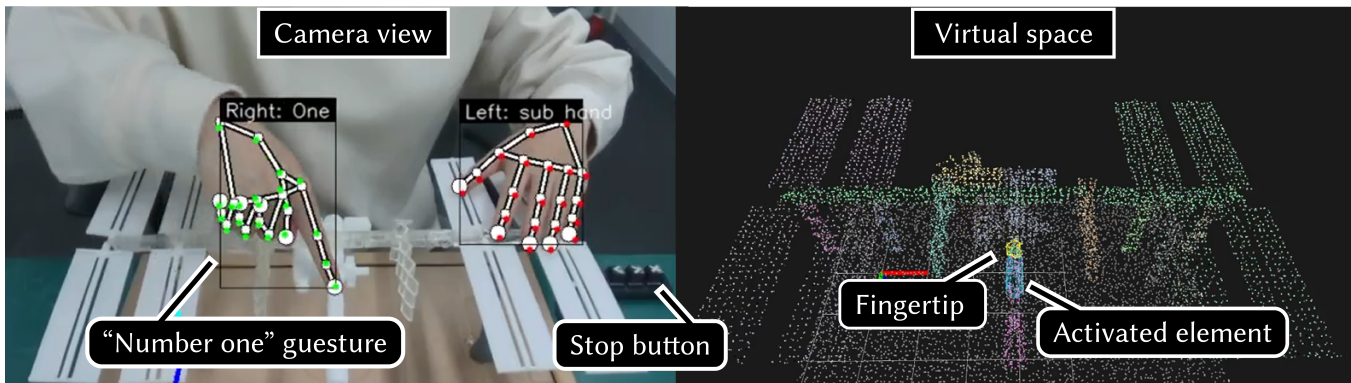 Camera view
Virtual space
Right: One
Left: sub hand
Fingertip
"Number one" guesture
Stop button
Activated element